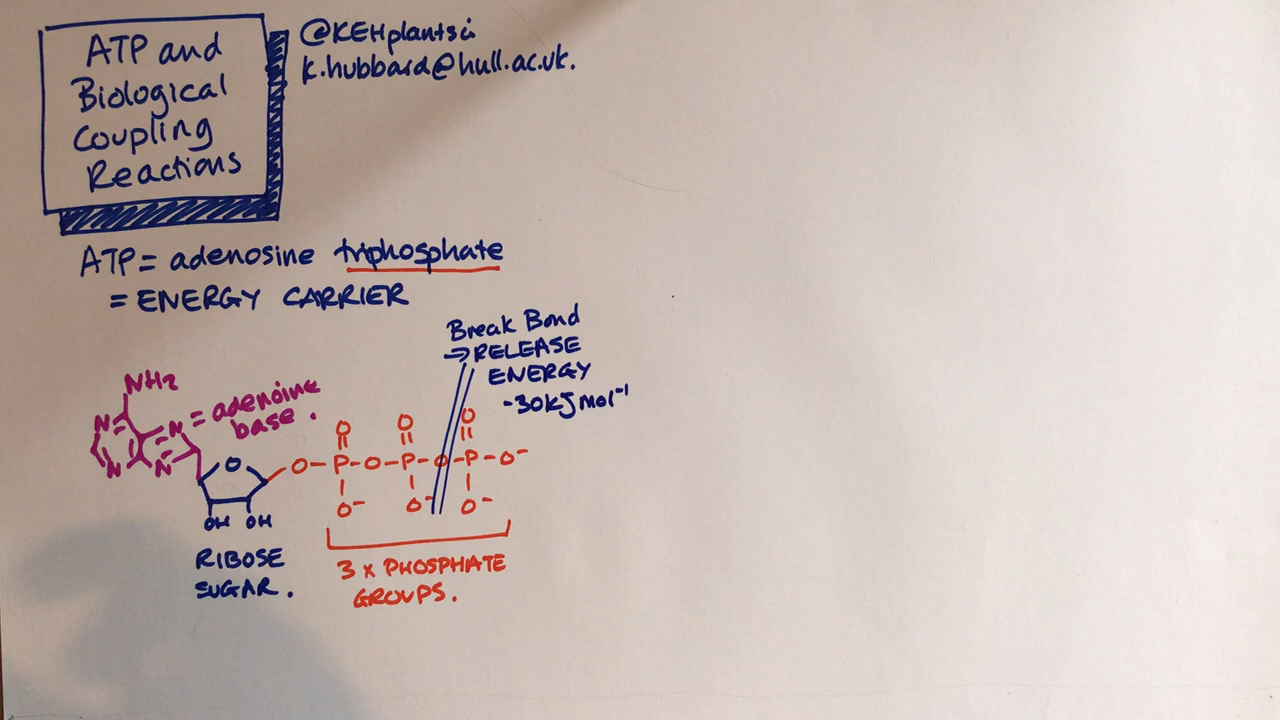 ATP and
Biological
Coupling
Reactions
@KEHplantsci
k.hubbard@hull.ac.uk.
ATP = adenosine triphosphate
= ENERGY CARRIER
Break Bond
→ RELEASE
ENERGY
-30kJmol⁻¹
NH₂
N
N
N
N
= adenoine
base.
O
OH OH
O O O
O-P-O-P-O-P-O⁻
O⁻ O⁻ O⁻
RIBOSE
SUGAR.
3 x PHOSPHATE
GROUPS.